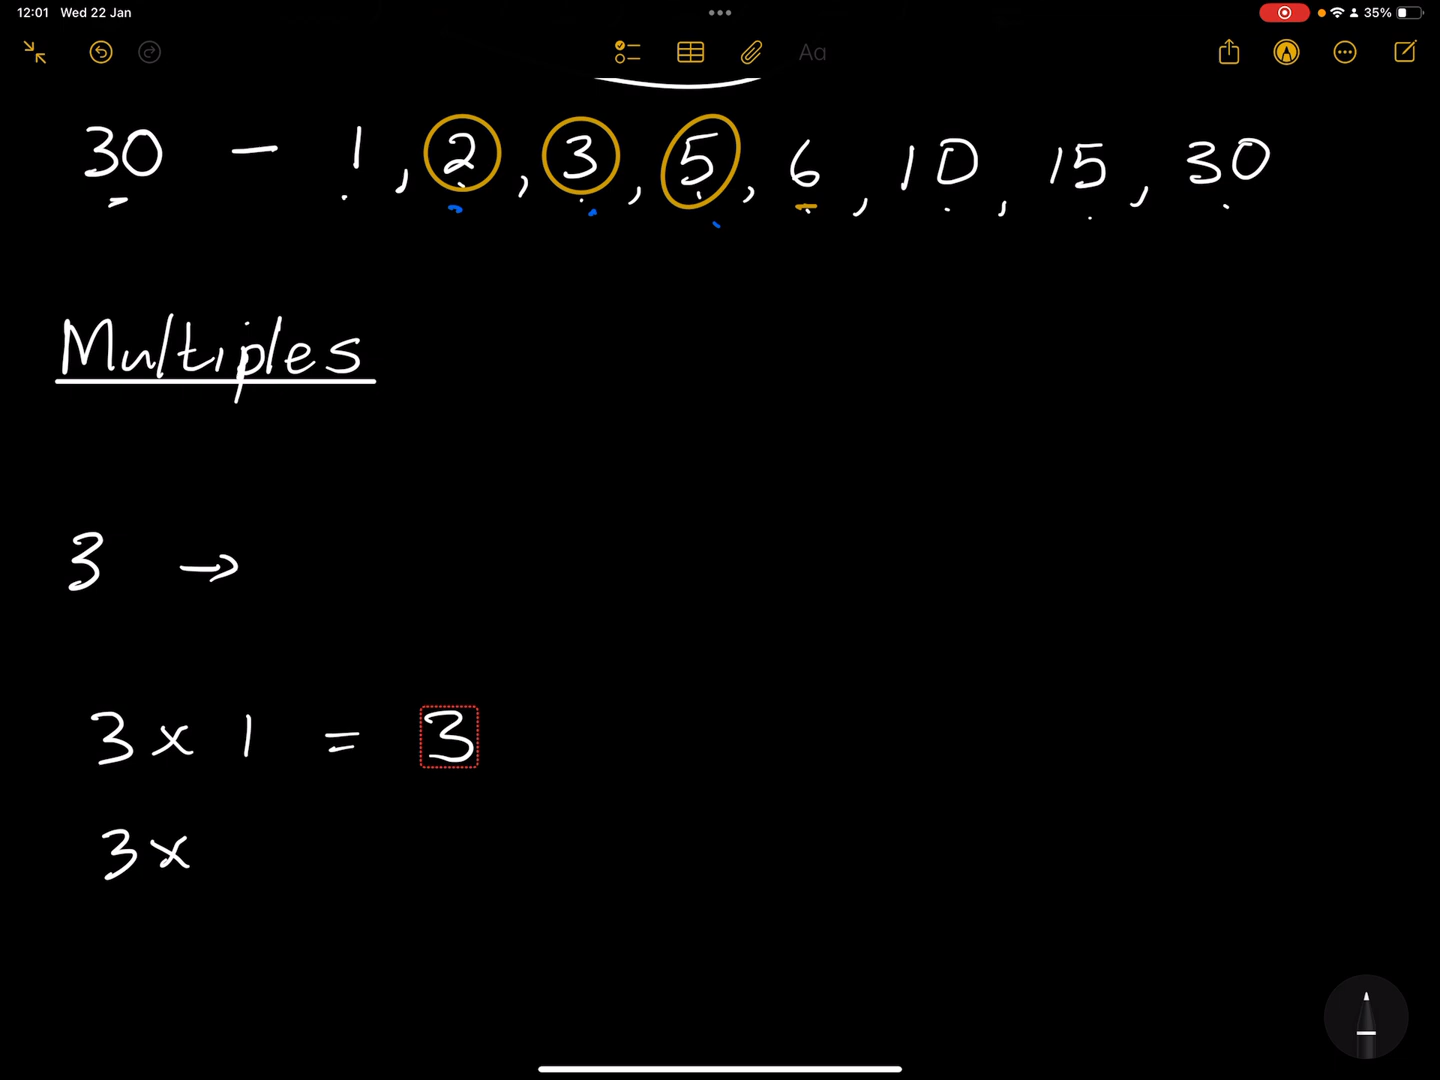 12:01 Wed 22 Jan 35%
Aa
30 - 1, 2, 3, 5, 6, 10, 15, 30
Multiples
3 →
3 x 1 = 3
3 x